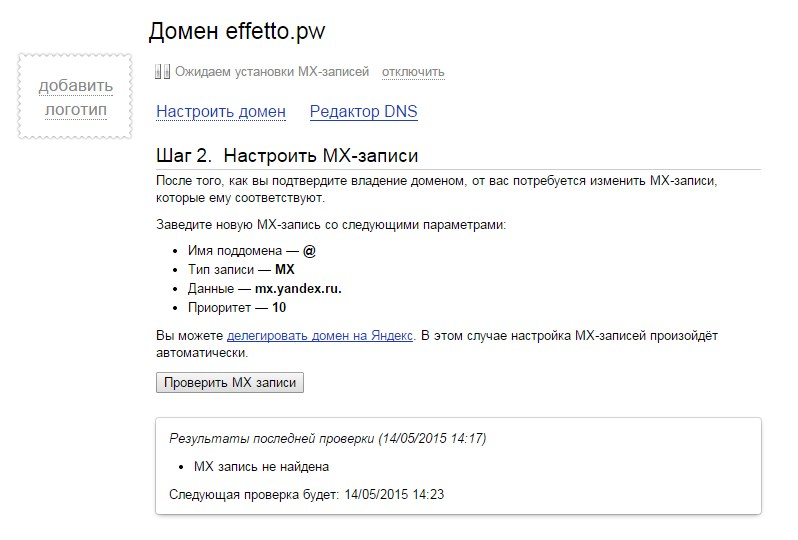 Домен effetto.pw
добавить
логотип
Ожидаем установки MX-записей отключить
Настроить домен Редактор DNS
Шаг 2. Настроить MX-записи
После того, как вы подтвердите владение доменом, от вас потребуется изменить MX-записи,
которые ему соответствуют.
Заведите новую MX-запись со следующими параметрами:
• Имя поддомена — @
• Тип записи — MX
• Данные — mx.yandex.ru.
• Приоритет — 10
Вы можете делегировать домен на Яндекс. В этом случае настройка MX-записей произойдёт
автоматически.
Проверить MX записи
Результаты последней проверки (14/05/2015 14:17)
• MX запись не найдена
Следующая проверка будет: 14/05/2015 14:23